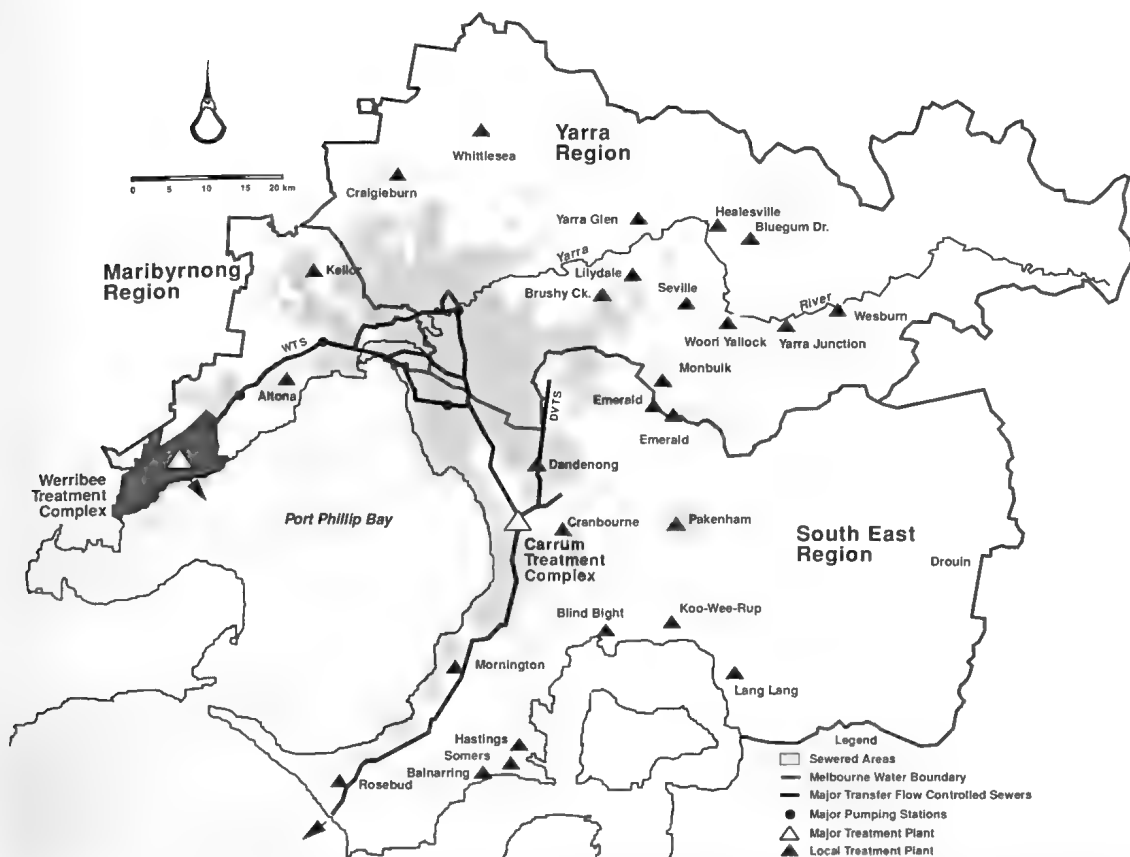 Yarra
Region
Whittlesea
Craigieburn
0 5 10 15 20 km
Healesville
Yarra Glen
Bluegum Dr.
Yarra
Maribyrnong
Region
Keilor
Lilydale
Brushy Ck.
Seville
River
Wesburn
Woori Yallock
Yarra Junction
WTS
Monbulk
Altona
DVTS
Emerald
Emerald
Dandenong
Werribee
Treatment
Complex
Port Phillip Bay
Cranbourne
Pakenham
South East
Region
Carrum
Treatment
Complex
Drouin
Blind Bight
Koo-Wee-Rup
Mornington
Lang Lang
Hastings
Somers
Balnarring
Rosebud
Legend
Sewered Areas
Melbourne Water Boundary
Major Transfer Flow Controlled Sewers
Major Pumping Stations
Major Treatment Plant
Local Treatment Plant